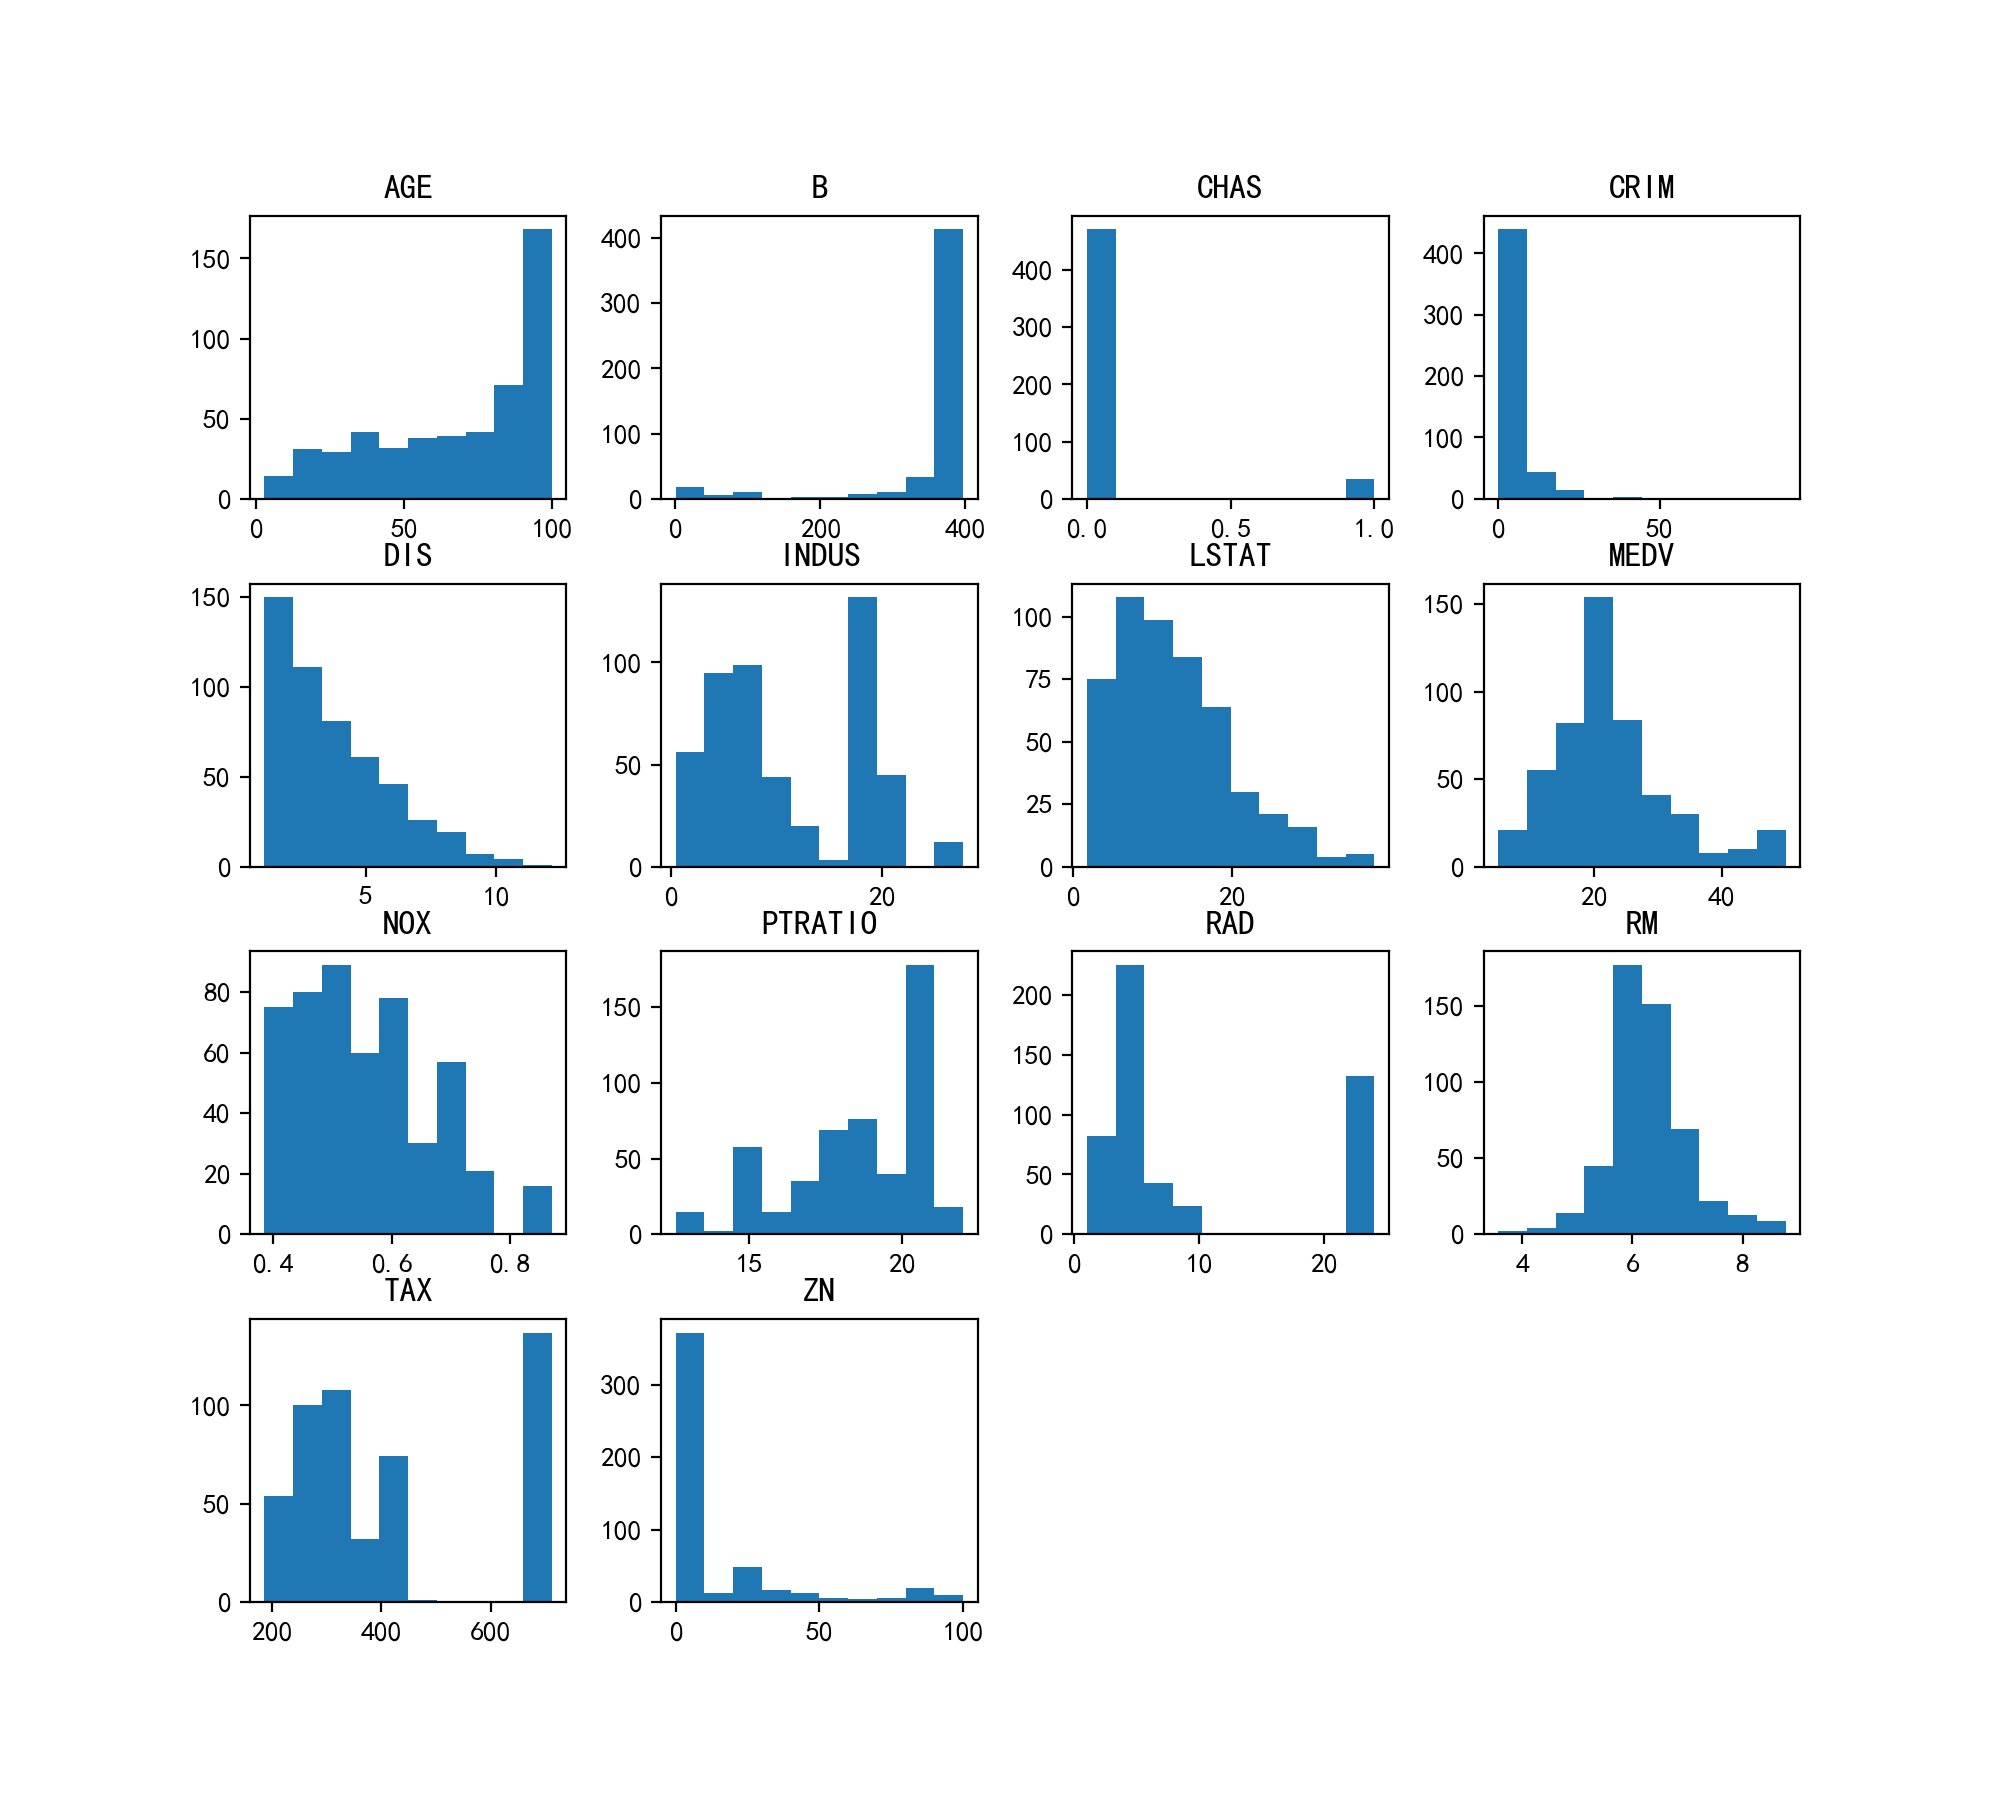 AGE B CHAS CRIM
150 400 400 400
100 300 300 300
50 200 200 200
0 100 100 100
0 0 0
0 50 100 0 200 400 0.0 0.5 1.0 0 50
DIS INDUS LSTAT MEDV
150 100 100 150
100 50 75 100
50 0 50 50
0 25 0
0
5 10 0 20 0 20 20 40
NOX PTRATIO RAD RM
80 150 200 150
60 100 150 100
40 50 100 50
20 0 50 0
0 0
0.4 0.6 0.8 15 20 0 10 20 4 6 8
TAX ZN
100 300
50 200
0 100
0
200 400 600 0 50 100